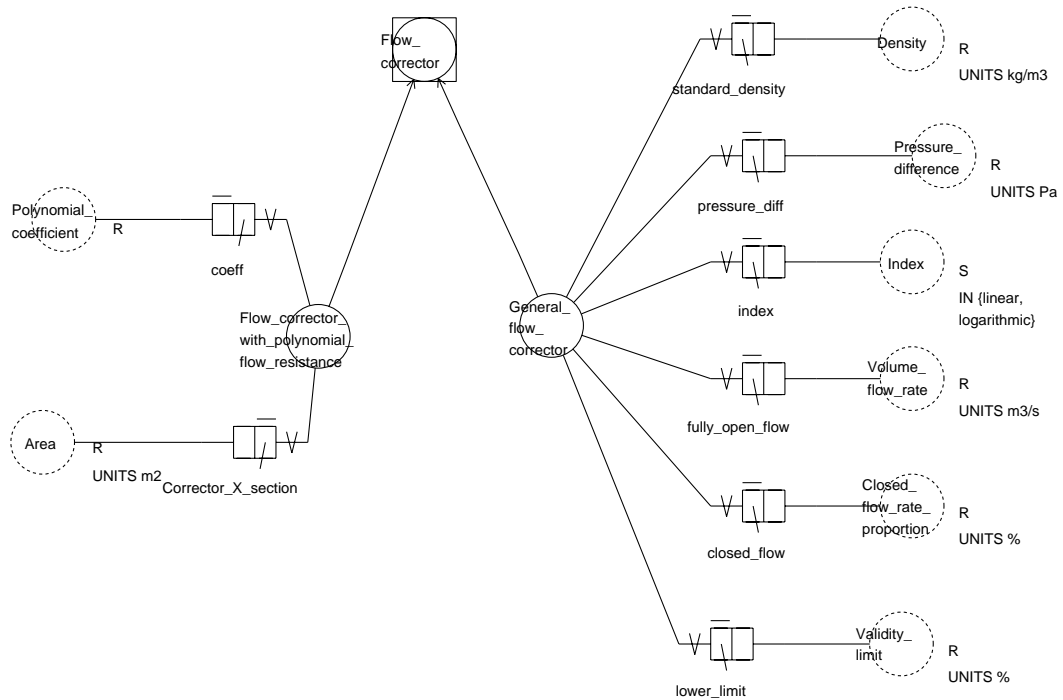 Flow_
corrector
Density
R
UNITS kg/m3
V
standard_density
Pressure_
difference
R
UNITS Pa
V
pressure_diff
Polynomial_
coefficient
R
V
coeff
Index
S
IN {linear,
logarithmic}
V
index
Flow_corrector_
with_polynomial_
flow_resistance
General_
flow_
corrector
Volume_
flow_rate
R
UNITS m3/s
V
fully_open_flow
Area
R
UNITS m2
V
Corrector_X_section
Closed_
flow_rate_
proportion
R
UNITS %
V
closed_flow
Validity_
limit
R
UNITS %
V
lower_limit